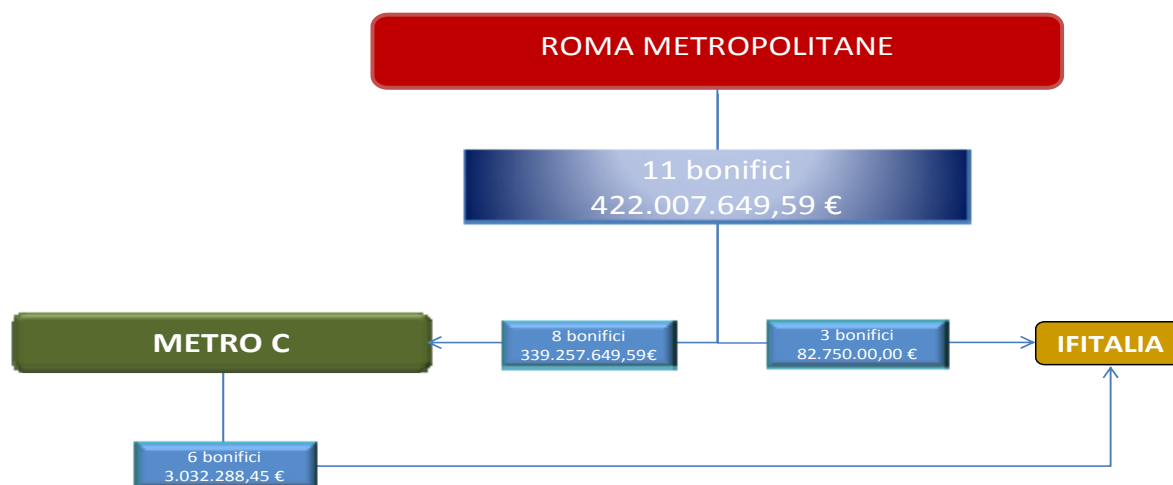 ROMA METROPOLITANE
11 bonifici
422.007.649,59 €
METRO C
8 bonifici
339.257.649,59€
3 bonifici
82.750.00,00 €
IFITALIA
6 bonifici
3.032.288,45 €